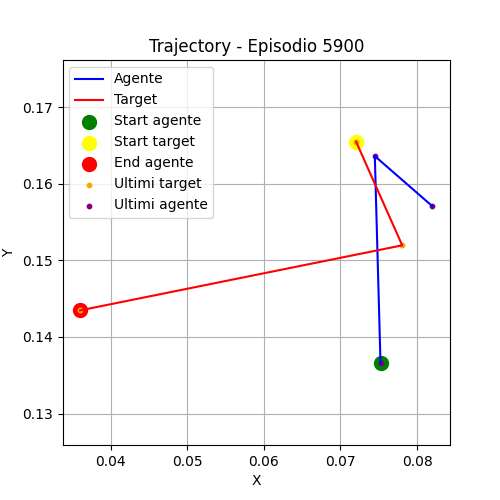 Trajectory - Episodio 5900
Agente
Target
Start agente
Start target
End agente
Ultimi target
Ultimi agente
Y
0.17
0.16
0.15
0.14
0.13
0.04
0.05
0.06
0.07
0.08
X